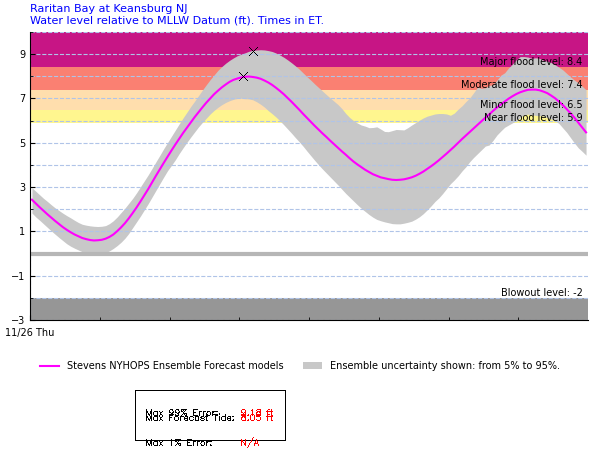 Raritan Bay at Keansburg NJ
Water level relative to MLLW Datum (ft). Times in ET.
9
Major flood level: 8.4
Moderate flood level: 7.4
7
Minor flood level: 6.5
Near flood level: 5.9
5
3
1
−1
Blowout level: -2
−3
11/26 Thu
Stevens NYHOPS Ensemble Forecast models
Ensemble uncertainty shown: from 5% to 95%.
Max 99% Error:
Max Forecast Tide: 8.05 ft
Max 1% Error: N/A